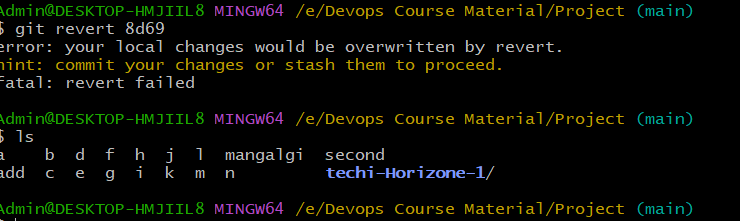 Admin@DESKTOP-HMJIIL8 MINGW64 /e/Devops Course Material/Project (main)
$ git revert 8d69
error: your local changes would be overwritten by revert.
hint: commit your changes or stash them to proceed.
fatal: revert failed
Admin@DESKTOP-HMJIIL8 MINGW64 /e/Devops Course Material/Project (main)
$ ls
a b d f h j l mangalgi second
add c e g i k m n techi-Horizone-1/
Admin@DESKTOP-HMJIIL8 MINGW64 /e/Devops Course Material/Project (main)